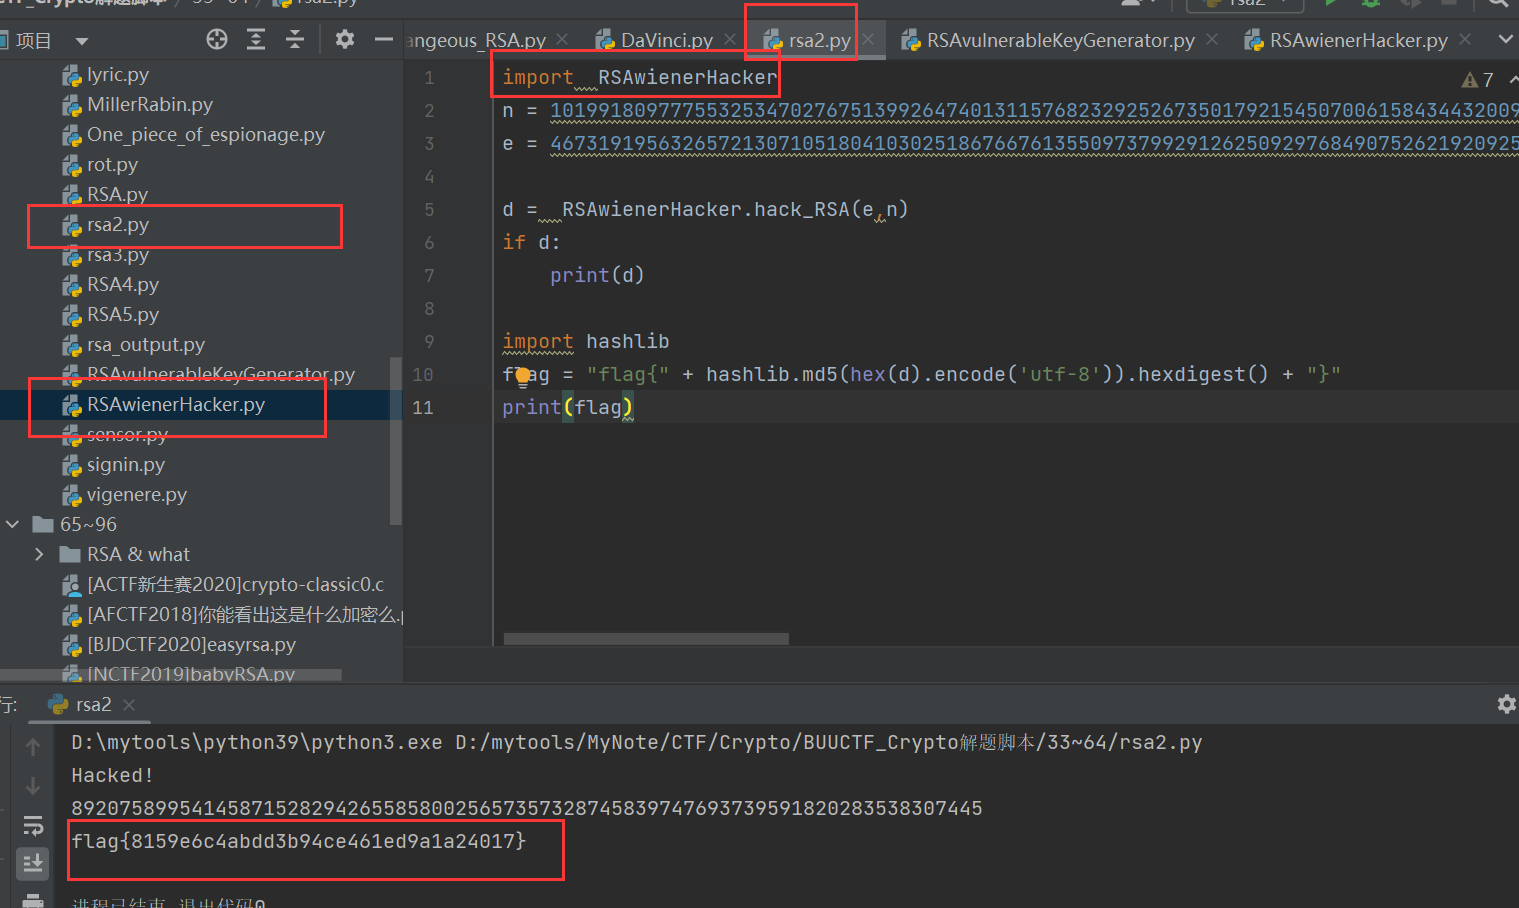 rsa2.py
rsa2
项目
angeous_RSA.py
DaVinci.py
rsa2.py
RSAvulnerableKeyGenerator.py
RSAwienerHacker.py
lyric.py
MillerRabin.py
One_piece_of_espionage.py
rot.py
RSA.py
rsa2.py
rsa3.py
RSA4.py
RSA5.py
rsa_output.py
RSAvulnerableKeyGenerator.py
RSAwienerHacker.py
sensor.py
signin.py
vigenere.py
65~96
RSA & what
[ACTF新生赛2020]crypto-classic0.c
[AFCTF2018]你能看出这是什么加密么.
[BJDCTF2020]easyrsa.py
[NCTF2019]babyRSA.py
7
1 import RSAwienerHacker
2 n = 101991809777553253470276751399264740131157682329252673501792154507006158434432009
3 e = 467319195632657213071051804103025186766761355097379929126250929768490752621920925
4
5 d = RSAwienerHacker.hack_RSA(e,n)
6 if d:
7 print(d)
8
9 import hashlib
10 flag = "flag{" + hashlib.md5(hex(d).encode('utf-8')).hexdigest() + "}"
11 print(flag)
行:
rsa2
D:\mytools\python39\python3.exe D:/mytools/MyNote/CTF/Crypto/BUUCTF_Crypto解题脚本/33~64/rsa2.py
Hacked!
8920758995414587152829426558580025657357328745839747693739591820283538307445
flag{8159e6c4abdd3b94ce461ed9a1a24017}
进程已结束,退出代码0